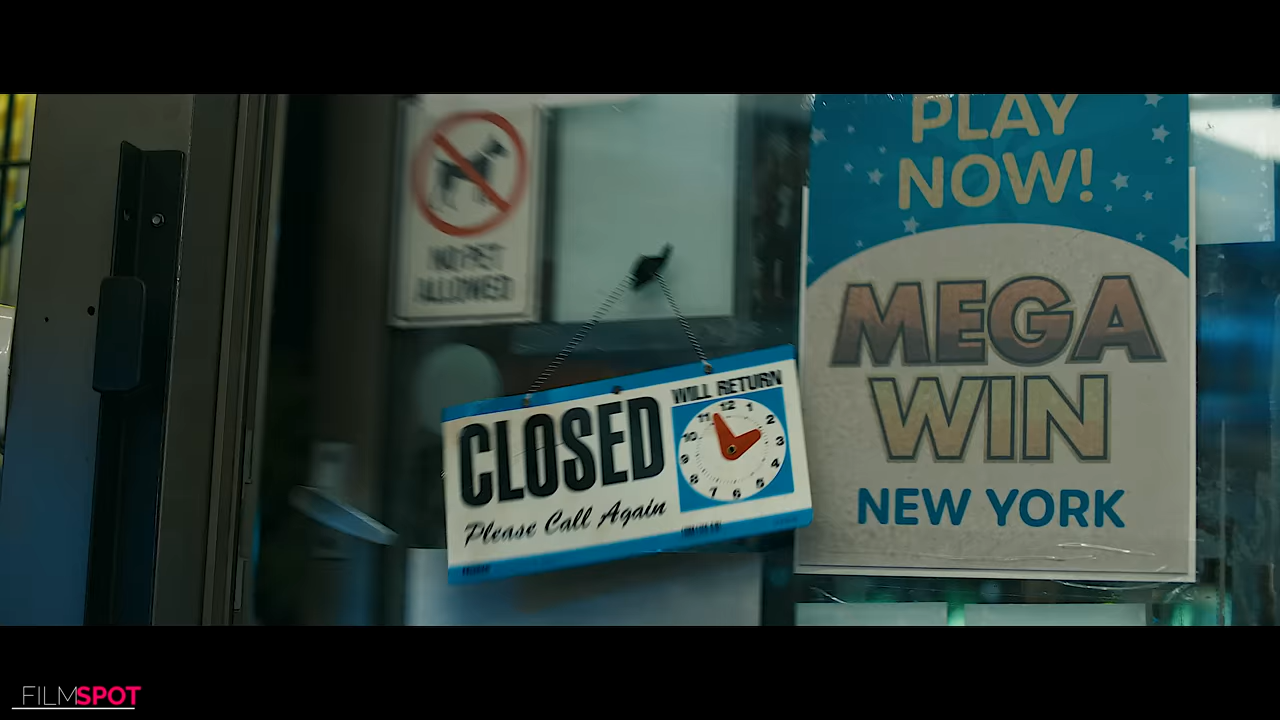 NO PET
ALLOWED
PLAY
NOW!
MEGA
WIN
NEW YORK
CLOSED
Please Call Again
WILL RETURN
12
1
2
3
4
5
6
7
8
9
10
11
FILMSPOT